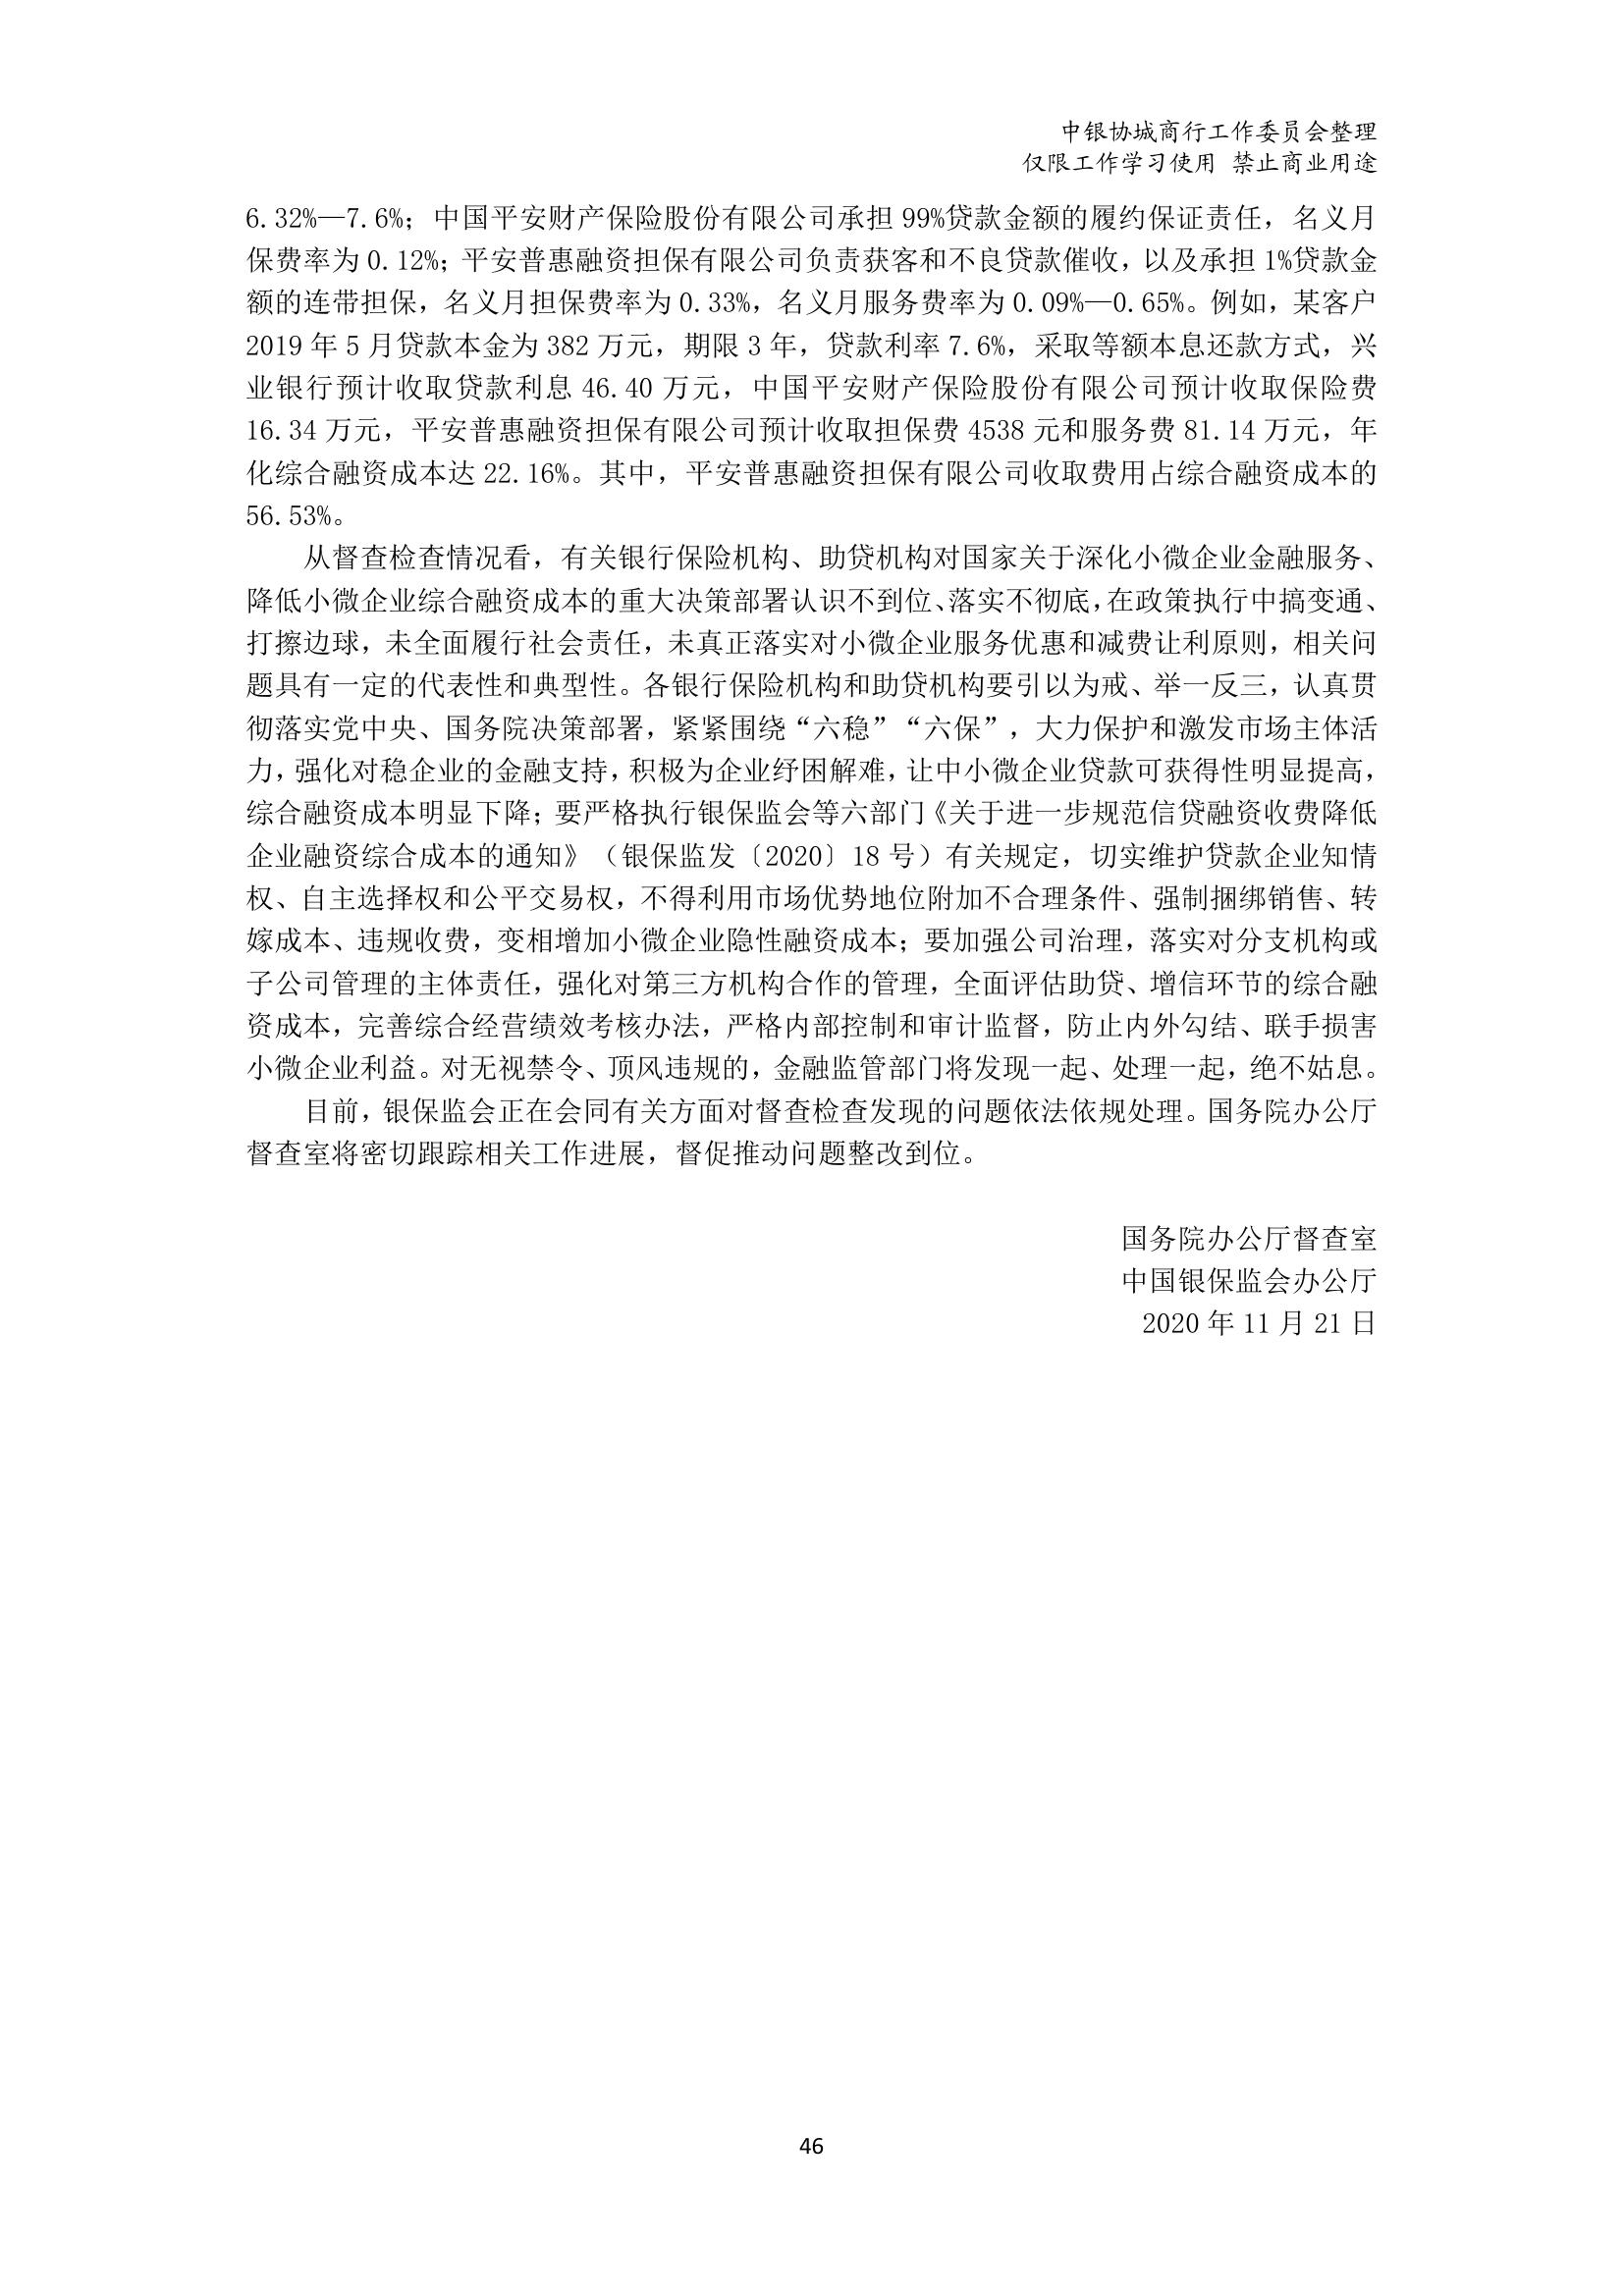 中银协城商行工作委员会整理
仅限工作学习使用 禁止商业用途
6.32%—7.6%；中国平安财产保险股份有限公司承担 99%贷款金额的履约保证责任，名义月
保费率为 0.12%；平安普惠融资担保有限公司负责获客和不良贷款催收，以及承担 1%贷款金
额的连带担保，名义月担保费率为 0.33%，名义月服务费率为 0.09%—0.65%。例如，某客户
2019 年 5 月贷款本金为 382 万元，期限 3 年，贷款利率 7.6%，采取等额本息还款方式，兴
业银行预计收取贷款利息 46.40 万元，中国平安财产保险股份有限公司预计收取保险费
16.34 万元，平安普惠融资担保有限公司预计收取担保费 4538 元和服务费 81.14 万元，年
化综合融资成本达 22.16%。其中，平安普惠融资担保有限公司收取费用占综合融资成本的
56.53%。
从督查检查情况看，有关银行保险机构、助贷机构对国家关于深化小微企业金融服务、
降低小微企业综合融资成本的重大决策部署认识不到位、落实不彻底，在政策执行中搞变通、
打擦边球，未全面履行社会责任，未真正落实对小微企业服务优惠和减费让利原则，相关问
题具有一定的代表性和典型性。各银行保险机构和助贷机构要引以为戒、举一反三，认真贯
彻落实党中央、国务院决策部署，紧紧围绕“六稳”“六保”，大力保护和激发市场主体活
力，强化对稳企业的金融支持，积极为企业纾困解难，让中小微企业贷款可获得性明显提高，
综合融资成本明显下降；要严格执行银保监会等六部门《关于进一步规范信贷融资收费降低
企业融资综合成本的通知》（银保监发〔2020〕18 号）有关规定，切实维护贷款企业知情
权、自主选择权和公平交易权，不得利用市场优势地位附加不合理条件、强制捆绑销售、转
嫁成本、违规收费，变相增加小微企业隐性融资成本；要加强公司治理，落实对分支机构或
子公司管理的主体责任，强化对第三方机构合作的管理，全面评估助贷、增信环节的综合融
资成本，完善综合经营绩效考核办法，严格内部控制和审计监督，防止内外勾结、联手损害
小微企业利益。对无视禁令、顶风违规的，金融监管部门将发现一起、处理一起，绝不姑息。
目前，银保监会正在会同有关方面对督查检查发现的问题依法依规处理。国务院办公厅
督查室将密切跟踪相关工作进展，督促推动问题整改到位。
国务院办公厅督查室
中国银保监会办公厅
2020 年 11 月 21 日
46